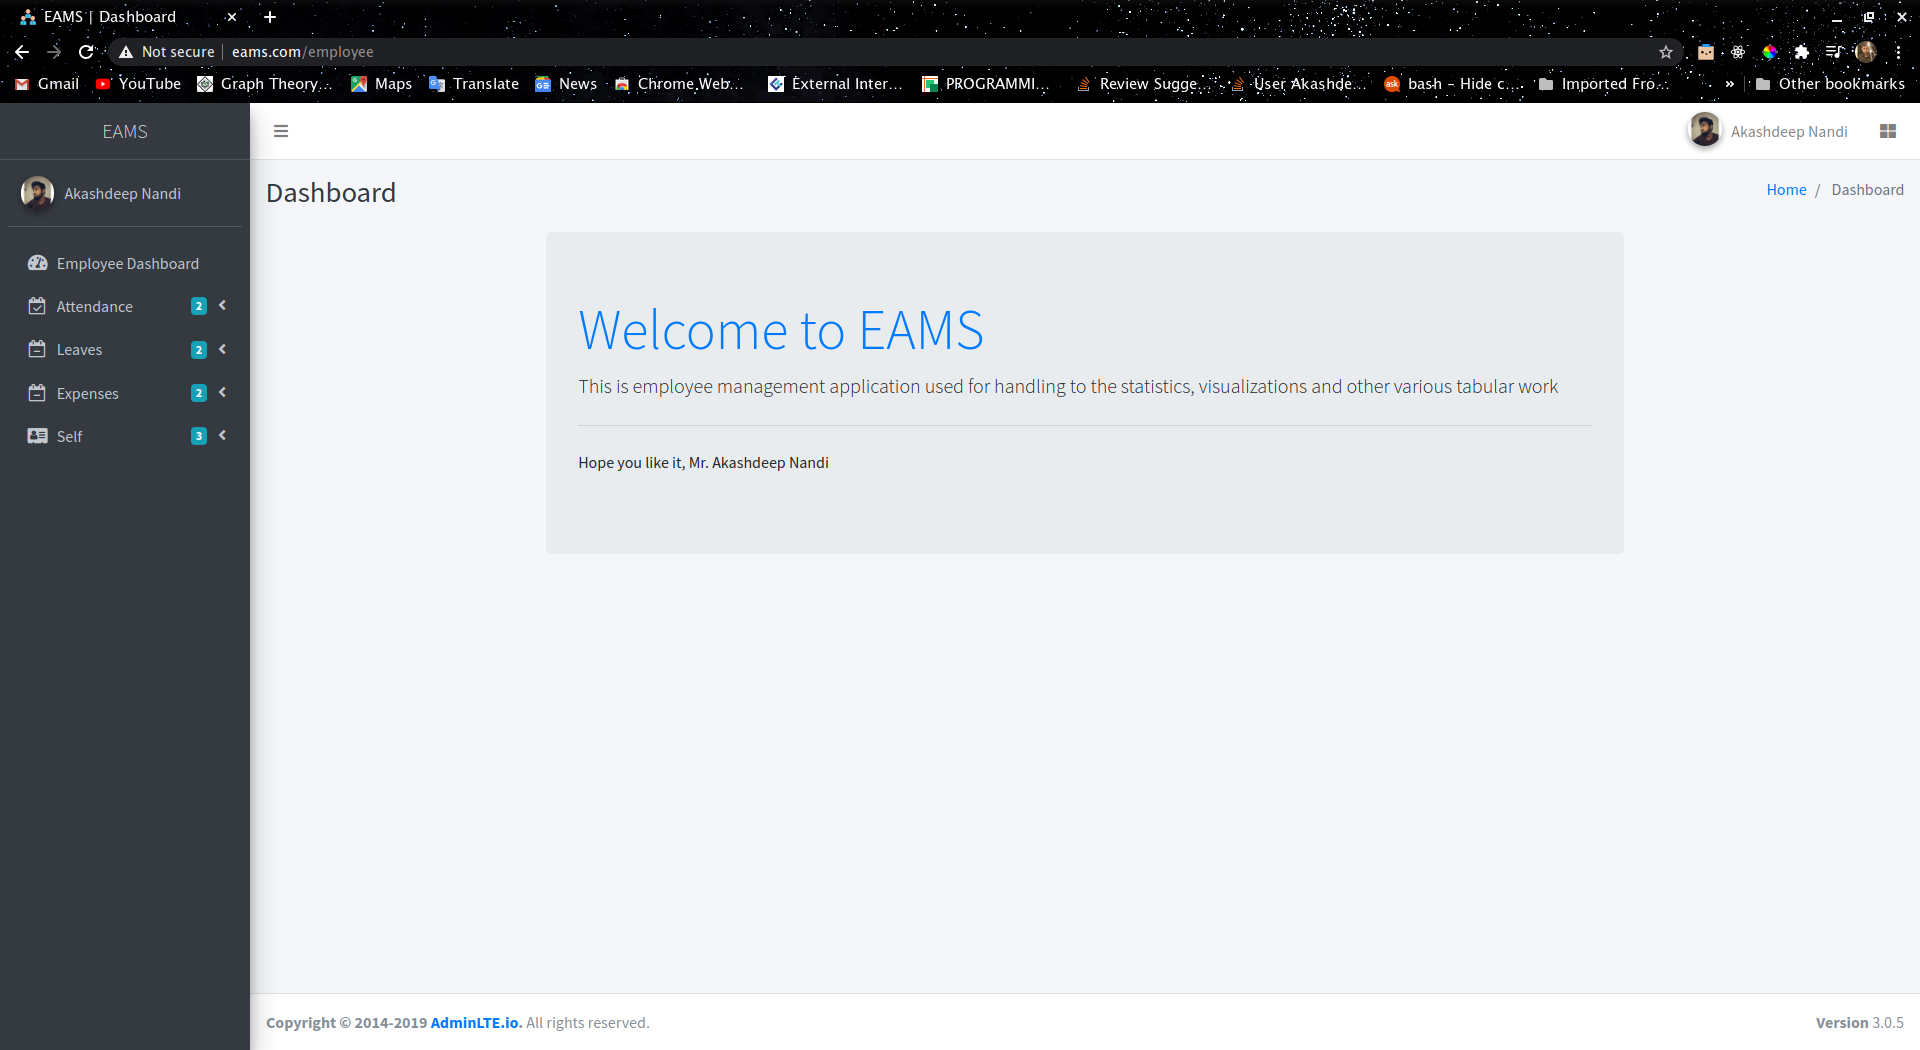 EAMS | Dashboard
Not secure | eams.com/employee
Gmail YouTube Graph Theory... Maps Translate News Chrome Web... External Inter... PROGRAMMI... Review Sugge... User Akashde... bash - Hide c... Imported Fro... » Other bookmarks
EAMS
Akashdeep Nandi
Akashdeep Nandi
Dashboard
Home / Dashboard
Employee Dashboard
Attendance 2
Leaves 2
Expenses 2
Self 3
Welcome to EAMS
This is employee management application used for handling to the statistics, visualizations and other various tabular work
Hope you like it, Mr. Akashdeep Nandi
Copyright © 2014-2019 AdminLTE.io. All rights reserved.
Version 3.0.5